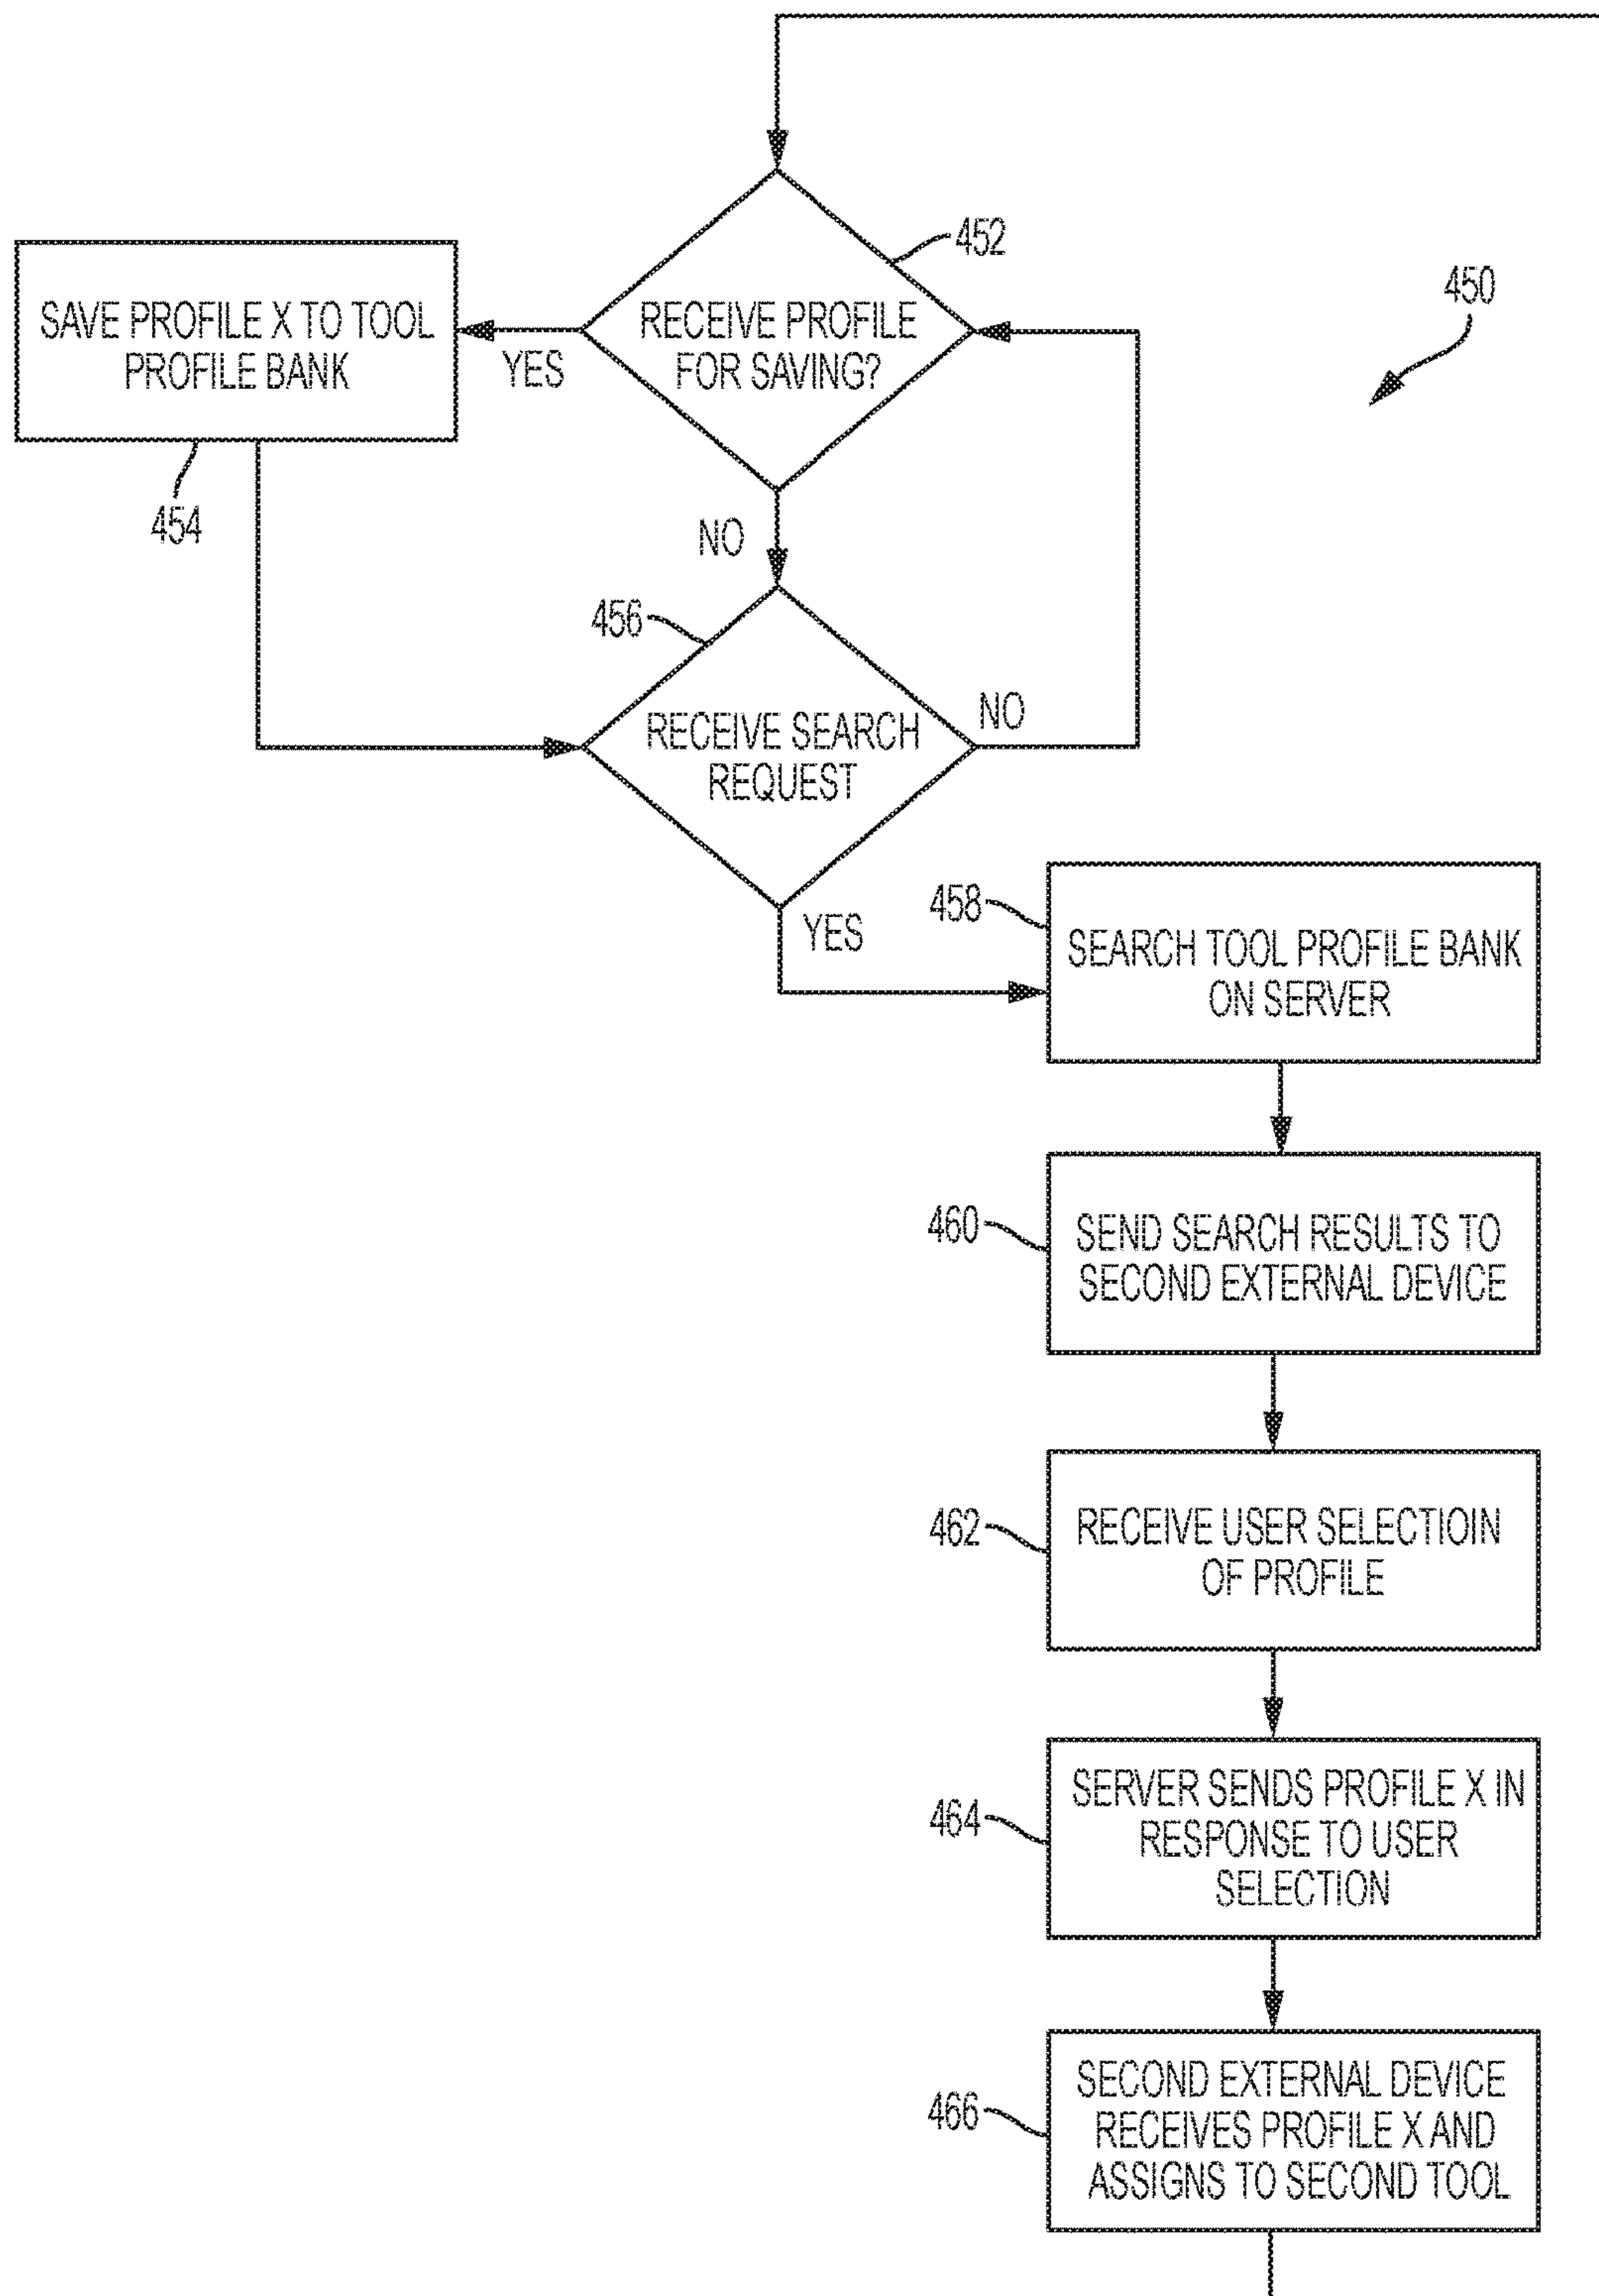 452
450
SAVE PROFILE X TO TOOL
PROFILE BANK
YES
RECEIVE PROFILE
FOR SAVING?
454
NO
456
RECEIVE SEARCH
REQUEST
NO
YES
458
SEARCH TOOL PROFILE BANK
ON SERVER
460
SEND SEARCH RESULTS TO
SECOND EXTERNAL DEVICE
462
RECEIVE USER SELECTIOIN
OF PROFILE
464
SERVER SENDS PROFILE X IN
RESPONSE TO USER
SELECTION
466
SECOND EXTERNAL DEVICE
RECEIVES PROFILE X AND
ASSIGNS TO SECOND TOOL